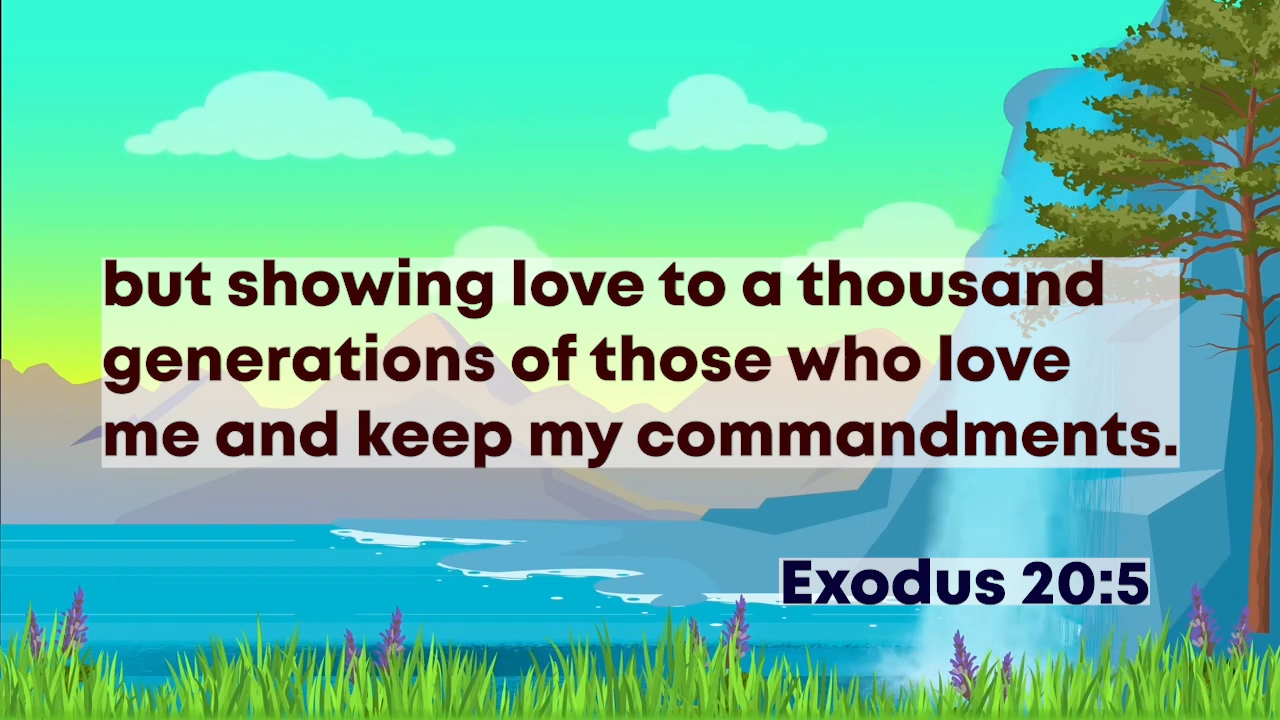 but showing love to a thousand
generations of those who love
me and keep my commandments.
Exodus 20:5